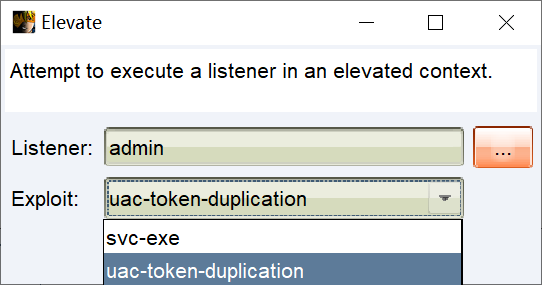 Elevate
Attempt to execute a listener in an elevated context.
Listener: admin ...
Exploit: uac-token-duplication
svc-exe
uac-token-duplication